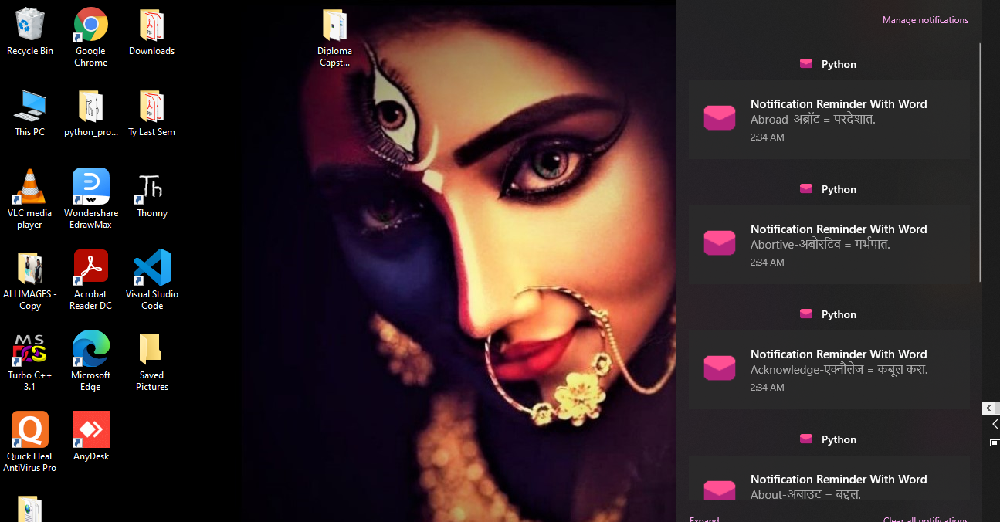 Recycle Bin
Google
Chrome
Downloads
Diploma
Capst...
This PC
python_pro...
Ty Last Sem
VLC media
player
Wondershare
EdrawMax
Thonny
ALLIMAGES -
Copy
Acrobat
Reader DC
Visual Studio
Code
Turbo C++
3.1
Microsoft
Edge
Saved
Pictures
Quick Heal
AntiVirus Pro
AnyDesk
Manage notifications
Python
Notification Reminder With Word
Abroad-अब्रॉट = परदेशात.
2:34 AM
Python
Notification Reminder With Word
Abortive-अबोरटिव = गर्भपात.
2:34 AM
Python
Notification Reminder With Word
Acknowledge-एक्नौलेज = कबूल करा.
2:34 AM
Python
Notification Reminder With Word
About-अबाउट = बद्दल.
Expand
Clear all notifications